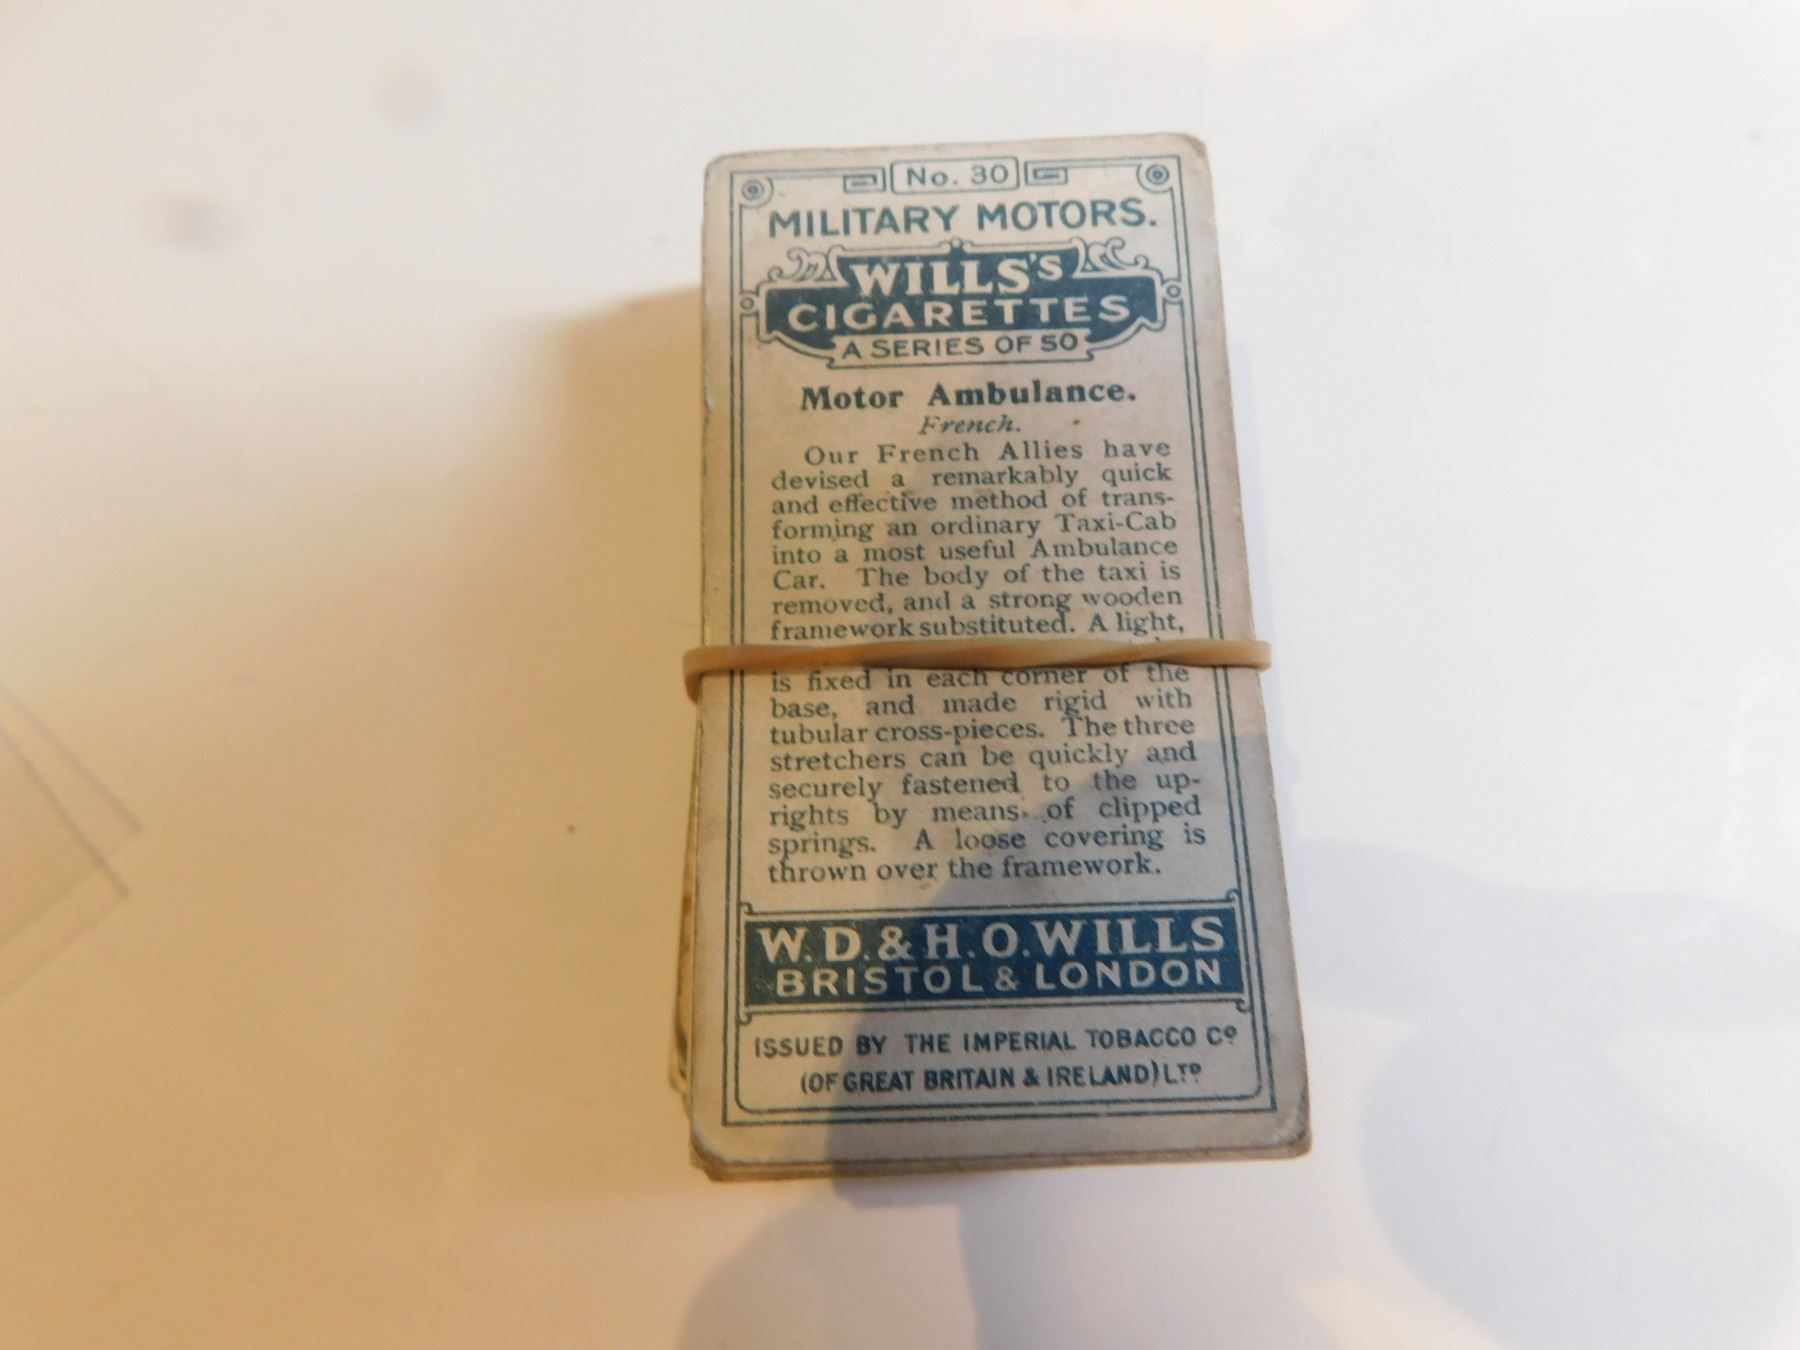 No. 30
MILITARY MOTORS.
WILLS'S
CIGARETTES
A SERIES OF 50
Motor Ambulance.
French.
Our French Allies have
devised a remarkably quick
and effective method of trans-
forming an ordinary Taxi-Cab
into a most useful Ambulance
Car. The body of the taxi is
removed, and a strong wooden
framework substituted. A light,
is fixed in each corner of the
base, and made rigid with
tubular cross-pieces. The three
stretchers can be quickly and
securely fastened to the up-
rights by means of clipped
springs. A loose covering is
thrown over the framework.
W.D. & H.O. WILLS
BRISTOL & LONDON
ISSUED BY THE IMPERIAL TOBACCO Cº
(OF GREAT BRITAIN & IRELAND) LTD